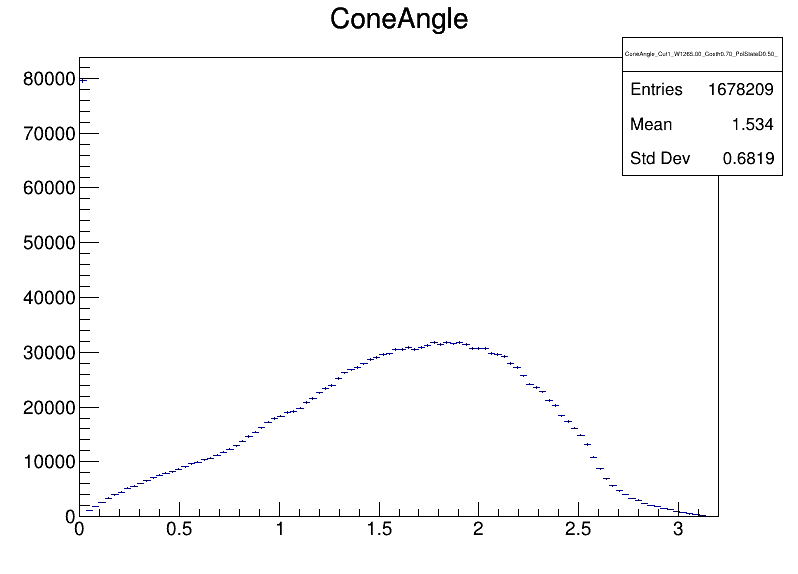 ConeAngle
ConeAngle_Cut1_W1265.00_Costh0.70_PolStateD0.50_
Entries 1678209
Mean 1.534
Std Dev 0.6819
80000
70000
60000
50000
40000
30000
20000
10000
0
0 0.5 1 1.5 2 2.5 3